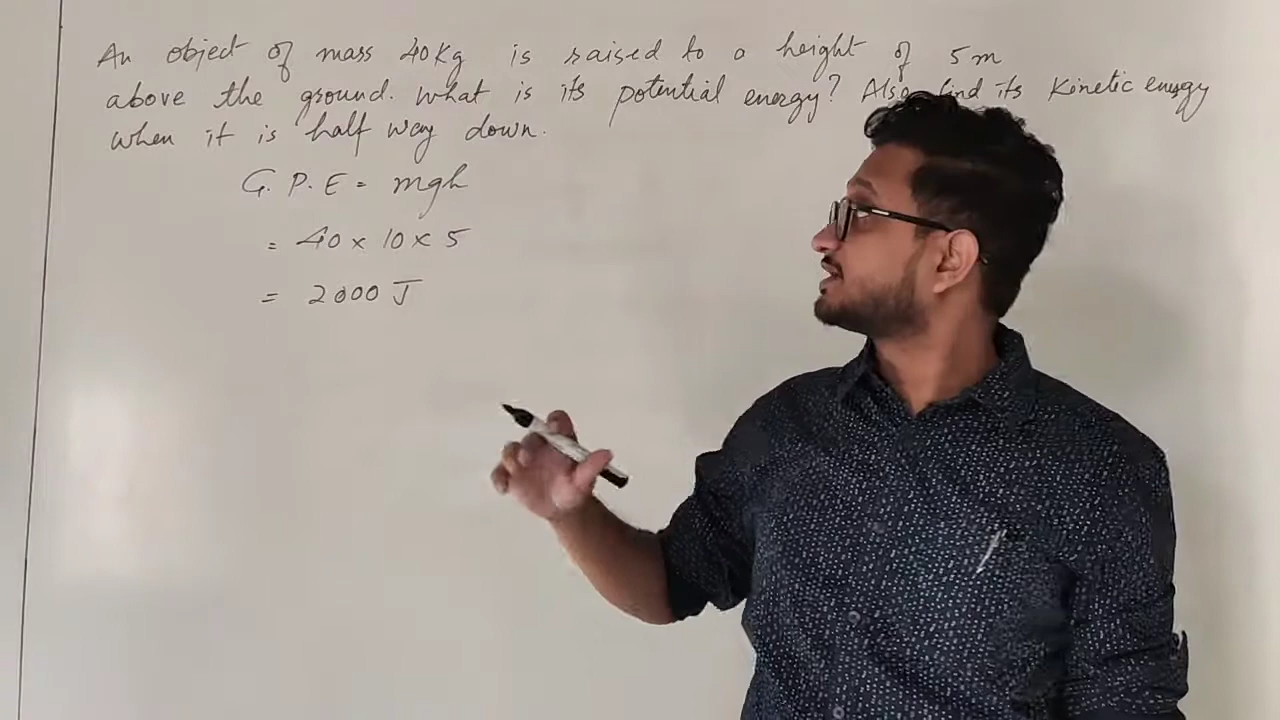 An object of mass 40kg is raised to a height of 5m
above the ground. What is its potential energy? Also find its Kinetic energy
when it is half way down.
G.P.E = mgh
= 40 × 10 × 5
= 2000 J